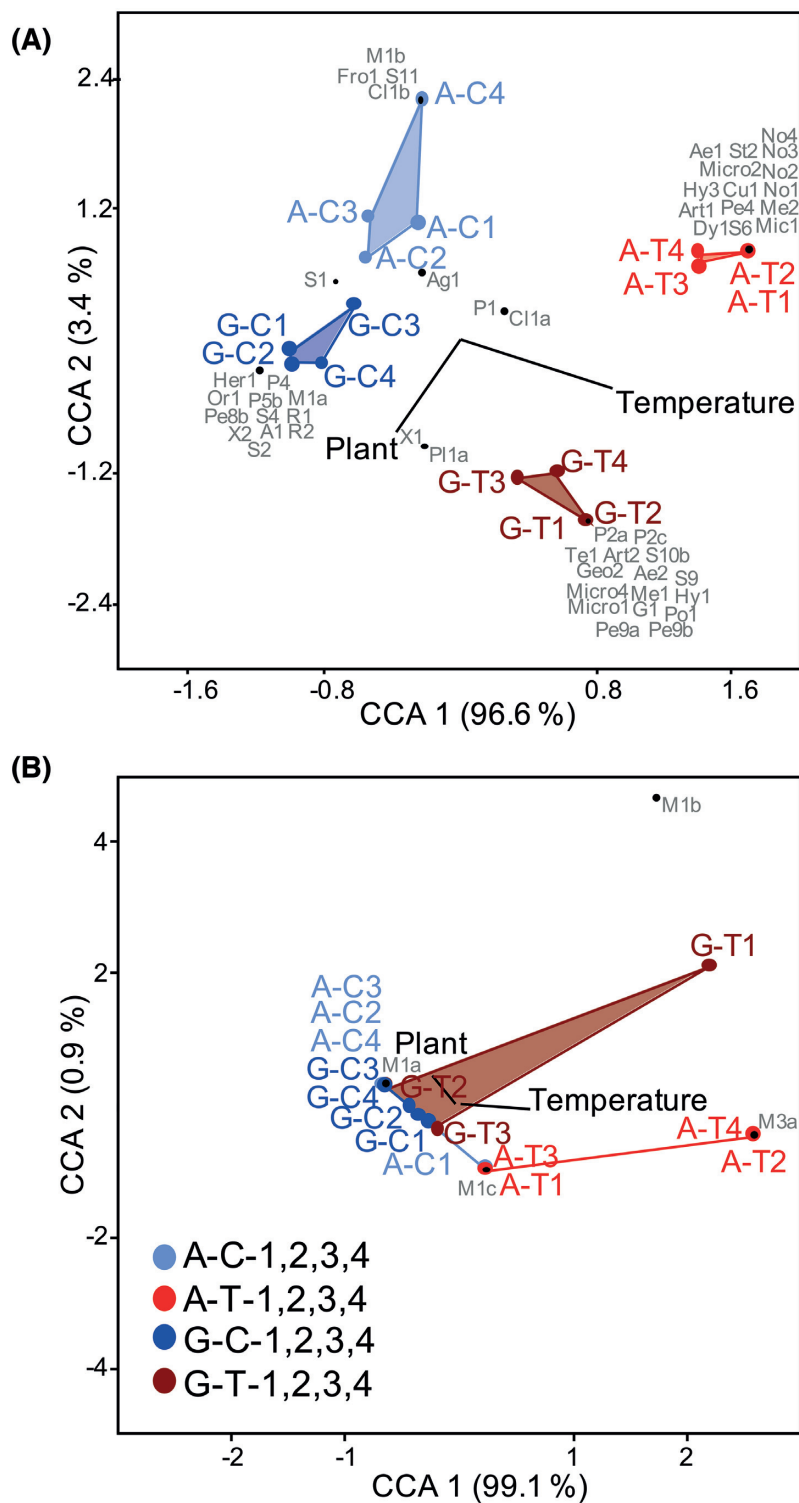 (A)
M1b
2.4
Fro1 S11
Cl1b
A-C4
No4
Ae1 St2 No3
Micro2 No2
Hy3 Cu1 No1
Art1 Pe4 Me2
Dy1 S6 Mic1
1.2
A-C3
A-C1
A-C2
A-T4
A-T3
A-T2
A-T1
S1
Ag1
P1
Cl1a
G-C1
G-C3
G-C2
G-C4
Her1 P4
Or1 P5b M1a
Pe8b S4 R1
X2 A1 R2
S2
Temperature
Plant
X1
Pl1a
CCA 2 (3.4 %)
-1.2
G-T3
G-T4
G-T1
G-T2
P2a P2c
Te1 Art2 S10b
Geo2 Ae2 S9
Micro4 Me1 Hy1
Micro1 G1 Po1
Pe9a Pe9b
-2.4
-1.6
-0.8
0.8
1.6
CCA 1 (96.6 %)
(B)
M1b
4
G-T1
2
A-C3
A-C2
A-C4
Plant
G-C3
M1a
G-T2
G-C4
Temperature
G-C2
G-T3
G-C1
A-C1
A-T3
M1c
A-T1
A-T4
M3a
A-T2
CCA 2 (0.9 %)
-2
-4
A-C-1,2,3,4
A-T-1,2,3,4
G-C-1,2,3,4
G-T-1,2,3,4
-2
-1
1
2
CCA 1 (99.1 %)